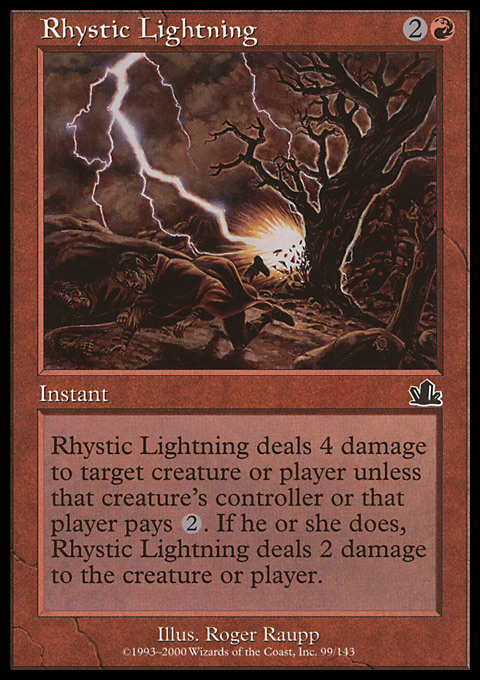 Rhystic Lightning 2
Instant
Rhystic Lightning deals 4 damage
to target creature or player unless
that creature's controller or that
player pays 2. If he or she does,
Rhystic Lightning deals 2 damage
to the creature or player.
Illus. Roger Raupp
©1993–2000 Wizards of the Coast, Inc. 99/143